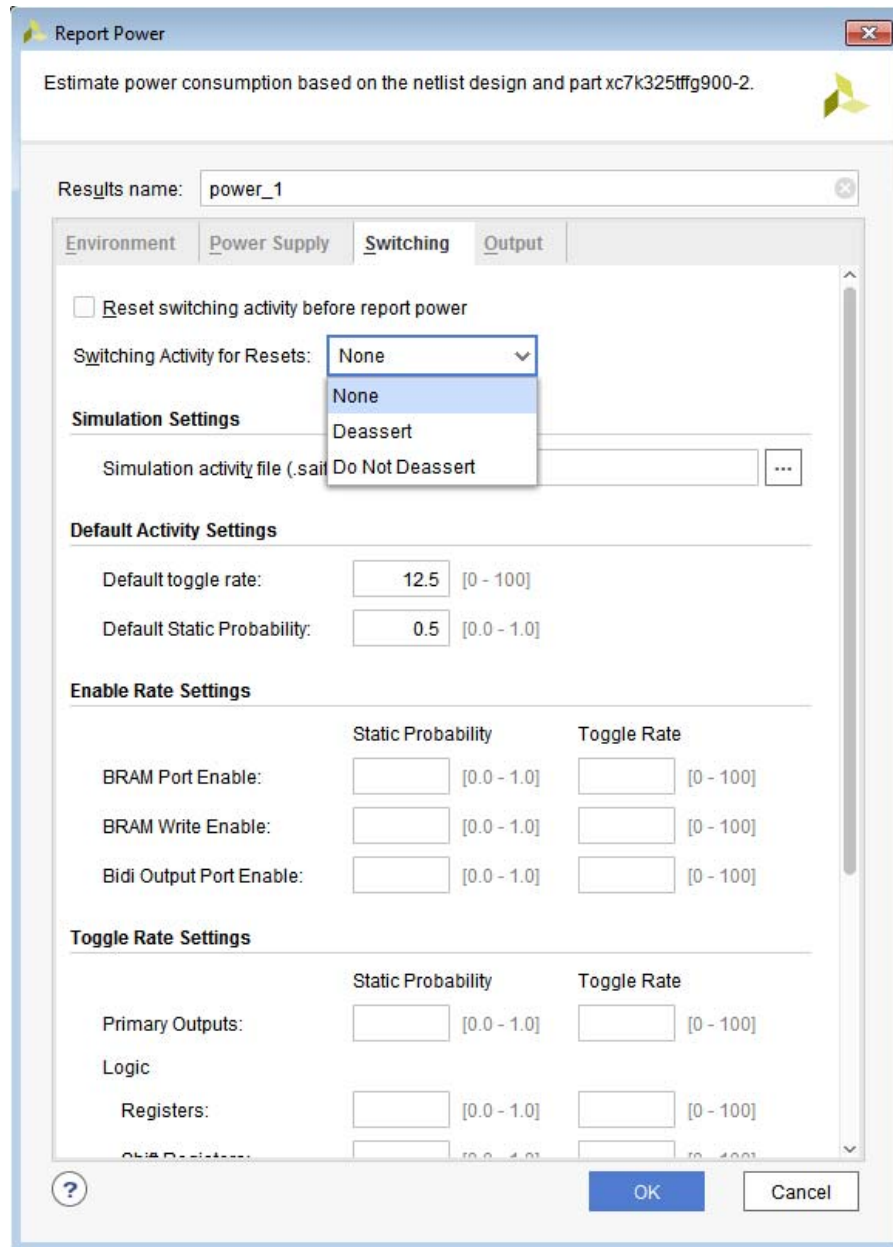 Report Power
Estimate power consumption based on the netlist design and part xc7k325tffg900-2.
Results name: power_1
Environment Power Supply Switching Output
Reset switching activity before report power
Switching Activity for Resets: None
None
Deassert
Do Not Deassert
Simulation Settings
Simulation activity file (.saif
...
Default Activity Settings
Default toggle rate: 12.5 [0 - 100]
Default Static Probability: 0.5 [0.0 - 1.0]
Enable Rate Settings
Static Probability Toggle Rate
BRAM Port Enable: [0.0 - 1.0] [0 - 100]
BRAM Write Enable: [0.0 - 1.0] [0 - 100]
Bidi Output Port Enable: [0.0 - 1.0] [0 - 100]
Toggle Rate Settings
Static Probability Toggle Rate
Primary Outputs: [0.0 - 1.0] [0 - 100]
Logic
Registers: [0.0 - 1.0] [0 - 100]
? OK Cancel